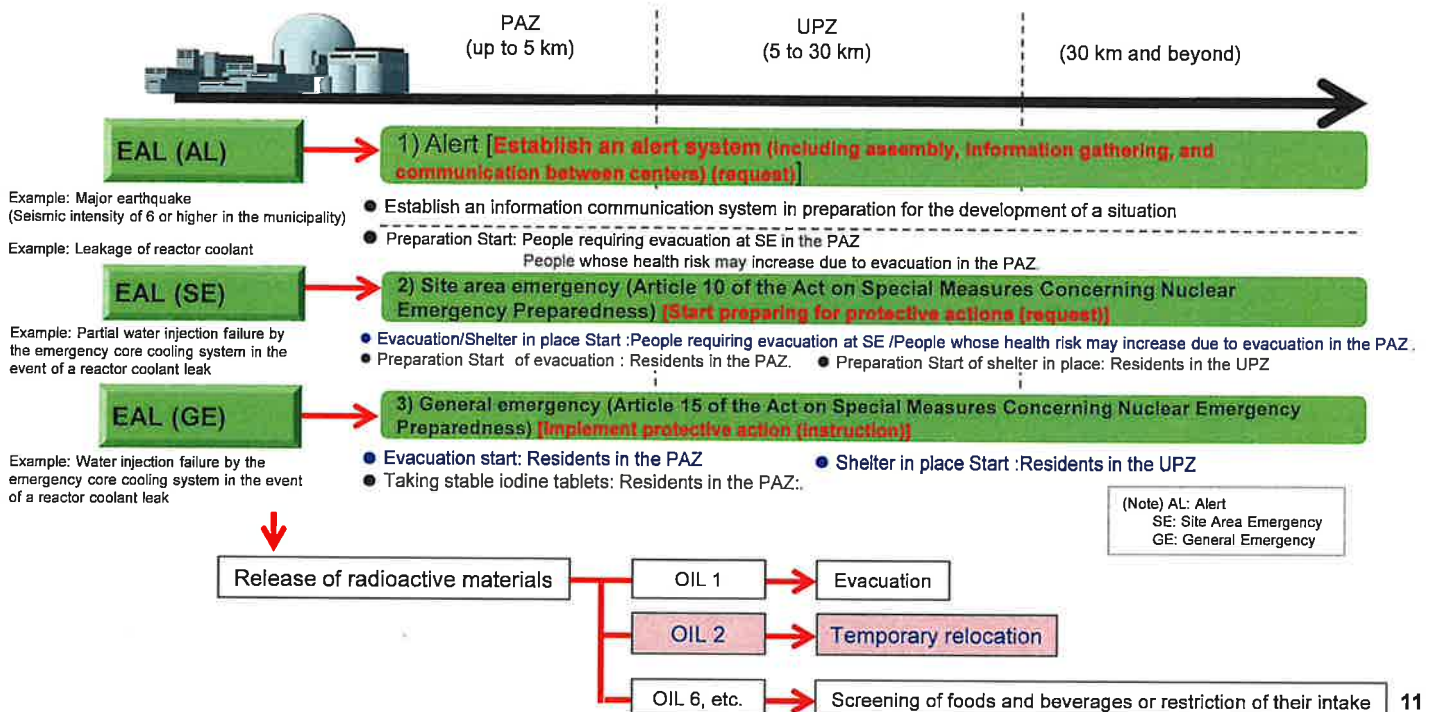 PAZ
(up to 5 km)
UPZ
(5 to 30 km)
(30 km and beyond)
EAL (AL)
1) Alert [Establish an alert system (including assembly, information gathering, and
communication between centers) (request)]
Example: Major earthquake
(Seismic intensity of 6 or higher in the municipality)
● Establish an information communication system in preparation for the development of a situation
Example: Leakage of reactor coolant
● Preparation Start: People requiring evacuation at SE in the PAZ
People whose health risk may increase due to evacuation in the PAZ.
EAL (SE)
2) Site area emergency (Article 10 of the Act on Special Measures Concerning Nuclear
Emergency Preparedness) [Start preparing for protective actions (request)]
Example: Partial water injection failure by
the emergency core cooling system in the
event of a reactor coolant leak
● Evacuation/Shelter in place Start :People requiring evacuation at SE /People whose health risk may increase due to evacuation in the PAZ .
● Preparation Start of evacuation : Residents in the PAZ. ● Preparation Start of shelter in place: Residents in the UPZ
EAL (GE)
3) General emergency (Article 15 of the Act on Special Measures Concerning Nuclear Emergency
Preparedness) [Implement protective action (instruction)]
Example: Water injection failure by the
emergency core cooling system in the event
of a reactor coolant leak
● Evacuation start: Residents in the PAZ ● Shelter in place Start :Residents in the UPZ
● Taking stable iodine tablets: Residents in the PAZ:.
(Note) AL: Alert
SE: Site Area Emergency
GE: General Emergency
Release of radioactive materials
OIL 1
Evacuation
OIL 2
Temporary relocation
OIL 6, etc.
Screening of foods and beverages or restriction of their intake
11